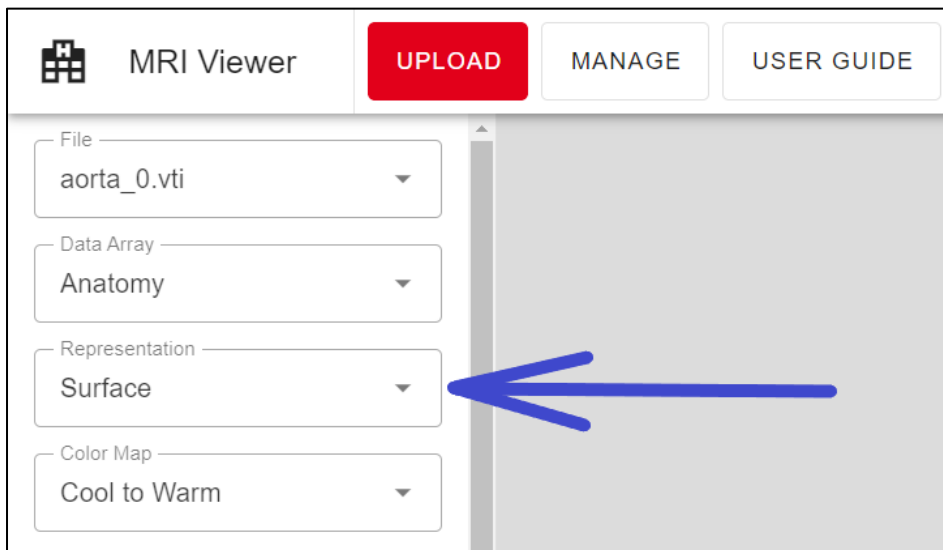 MRI Viewer UPLOAD MANAGE USER GUIDE
File
aorta_0.vti
Data Array
Anatomy
Representation
Surface
Color Map
Cool to Warm